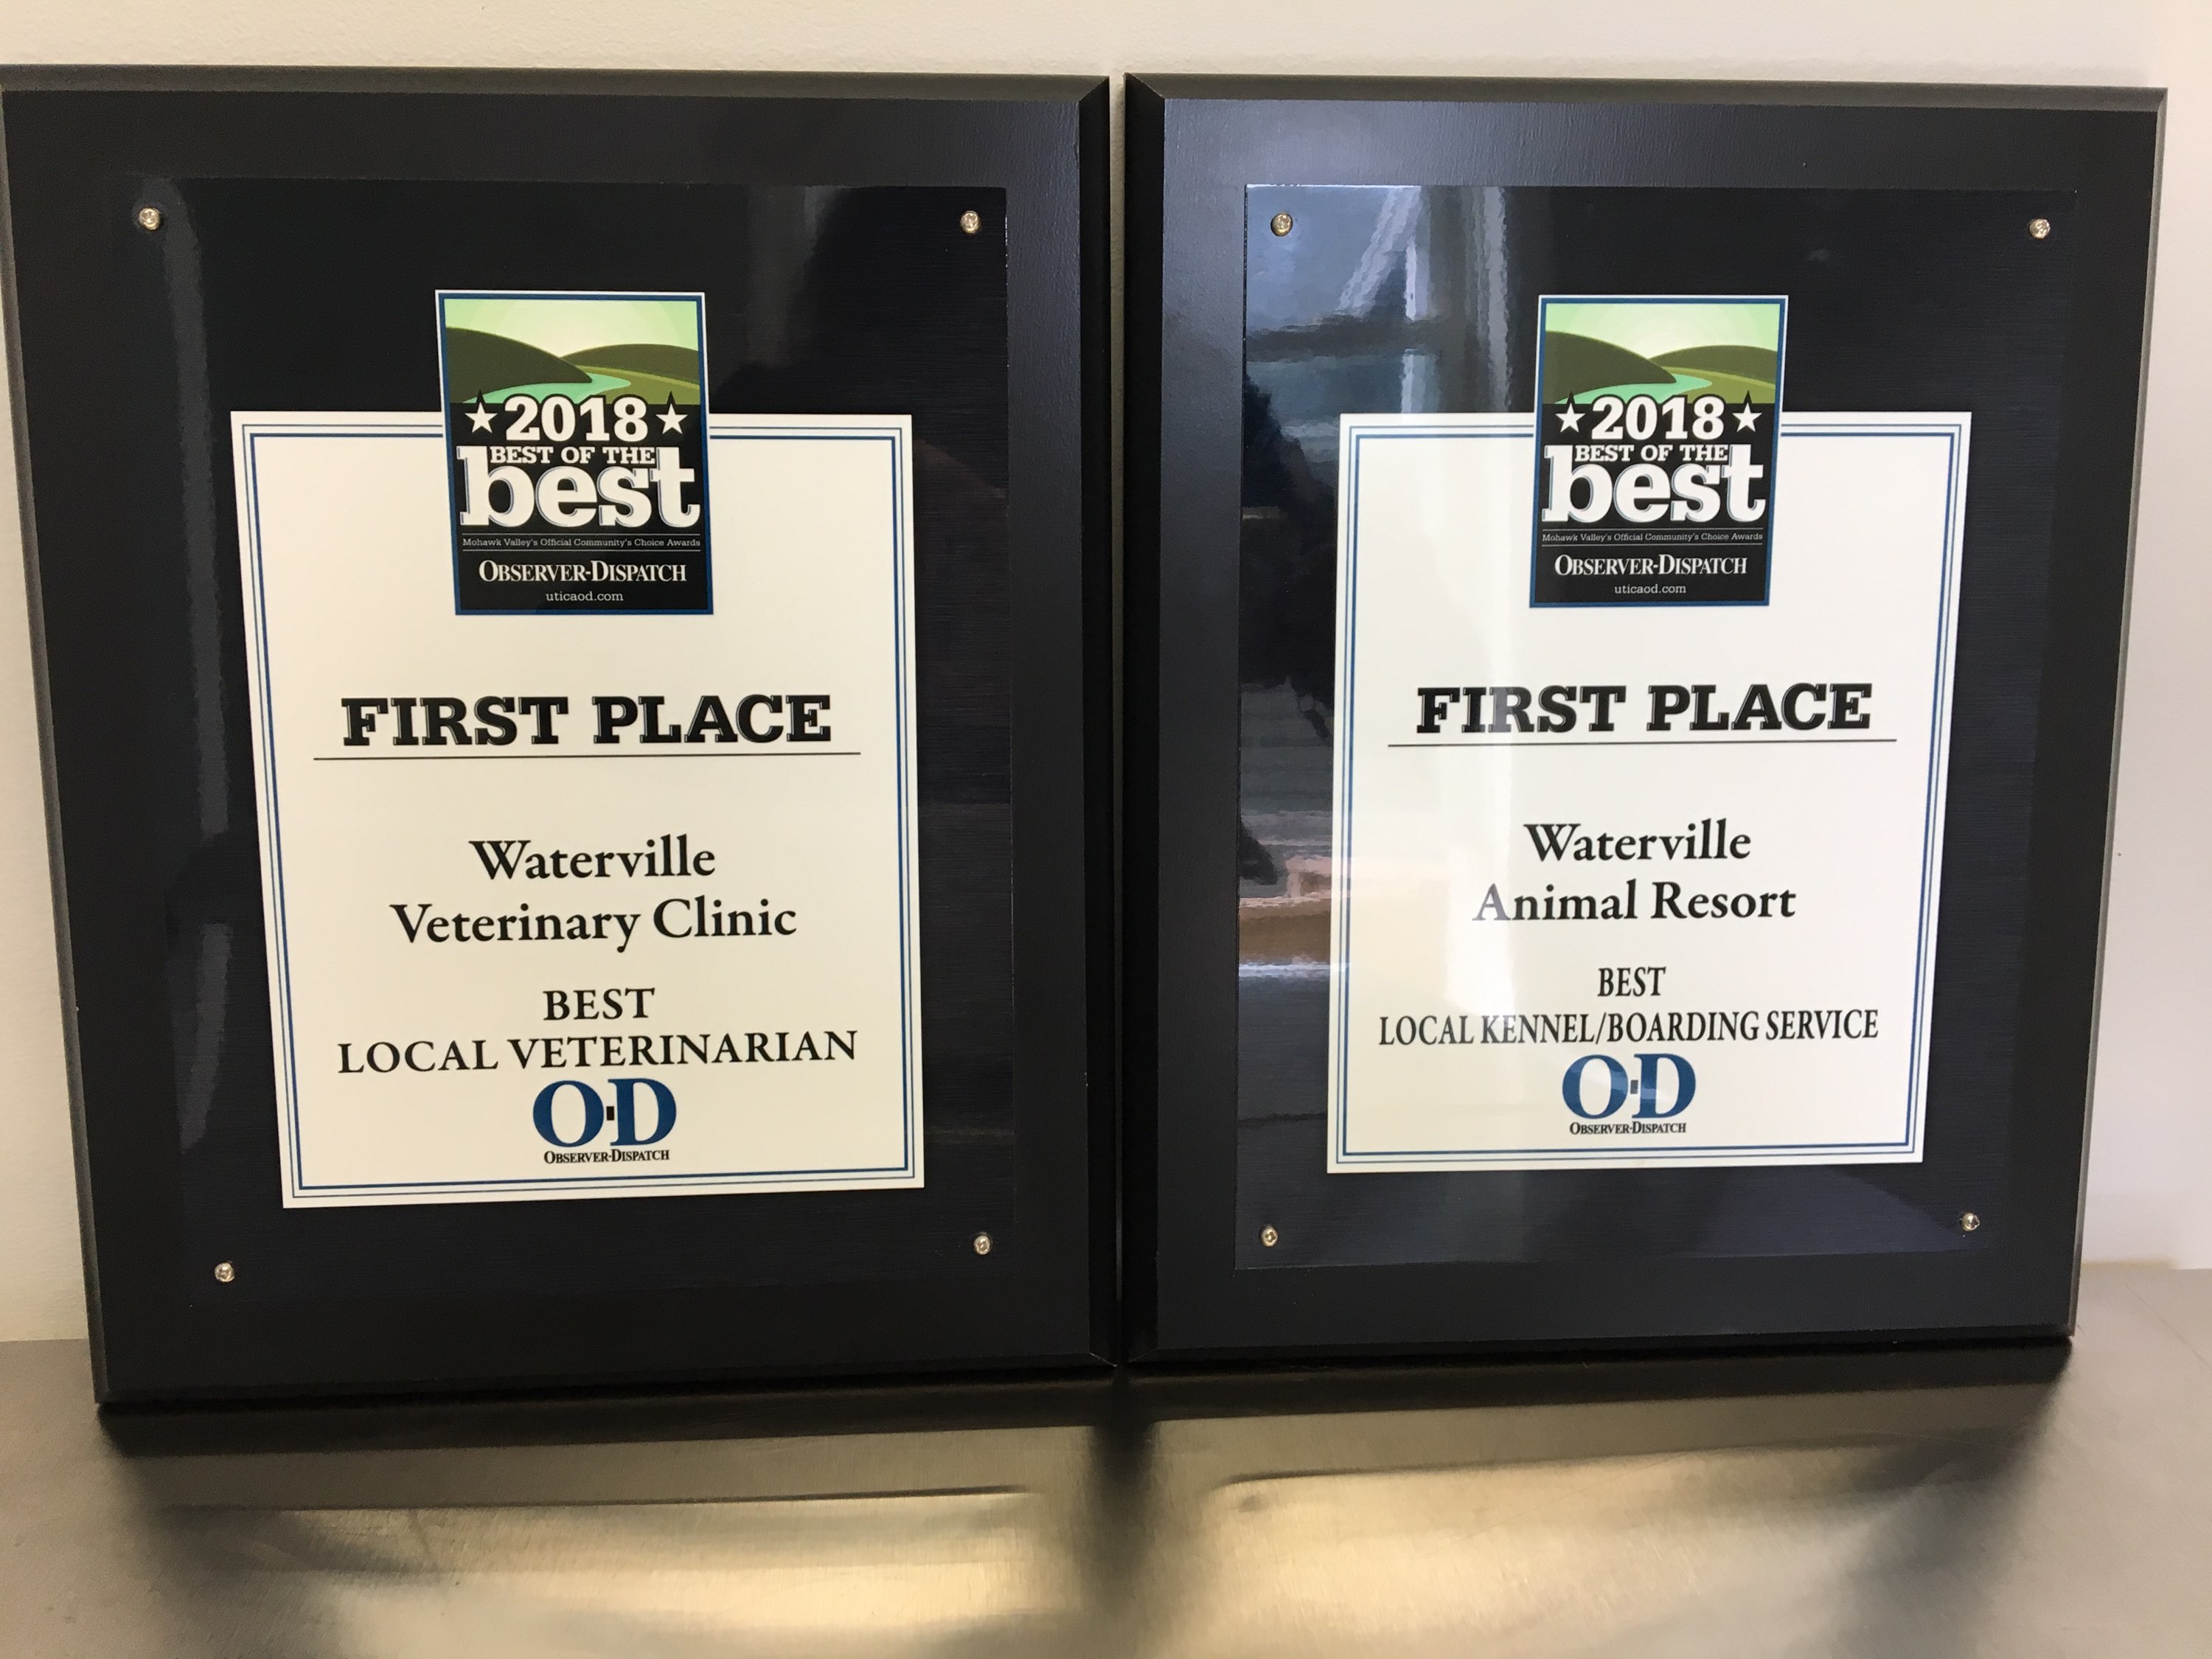 2018
BEST OF THE
best
Mohawk Valley's Official Community's Choice Awards
OBSERVER-DISPATCH
uticaod.com
FIRST PLACE
Waterville
Veterinary Clinic
BEST
LOCAL VETERINARIAN
O-D
OBSERVER-DISPATCH
2018
BEST OF THE
best
Mohawk Valley's Official Community's Choice Awards
OBSERVER-DISPATCH
uticaod.com
FIRST PLACE
Waterville
Animal Resort
BEST
LOCAL KENNEL/BOARDING SERVICE
O-D
OBSERVER-DISPATCH